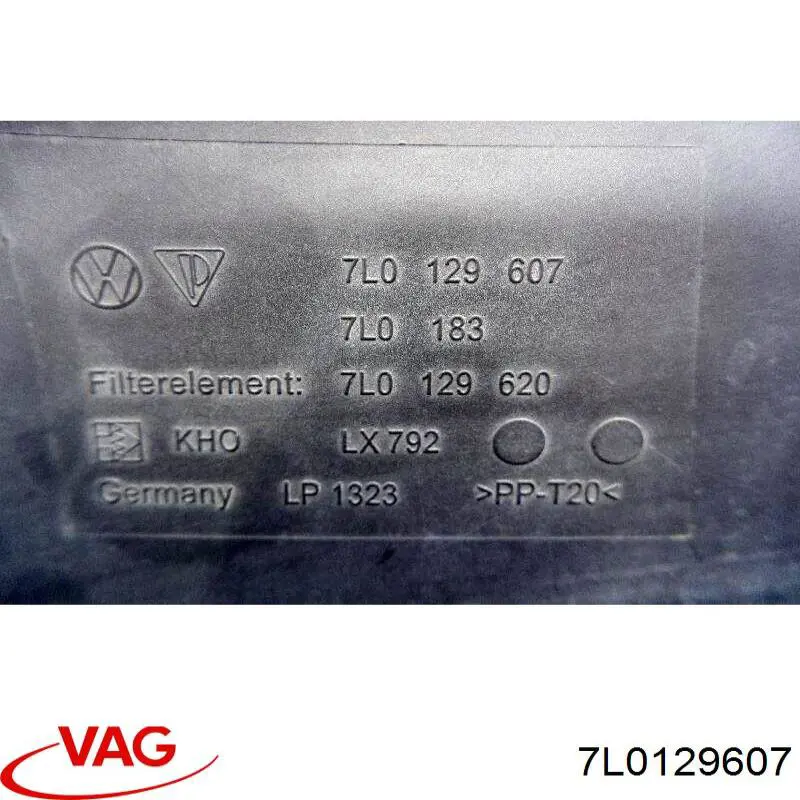 7L0 129 607
7L0 183
Filterelement: 7L0 129 620
KHO LX 792
Germany LP 1323 >PP-T20<
VAG 7L0129607